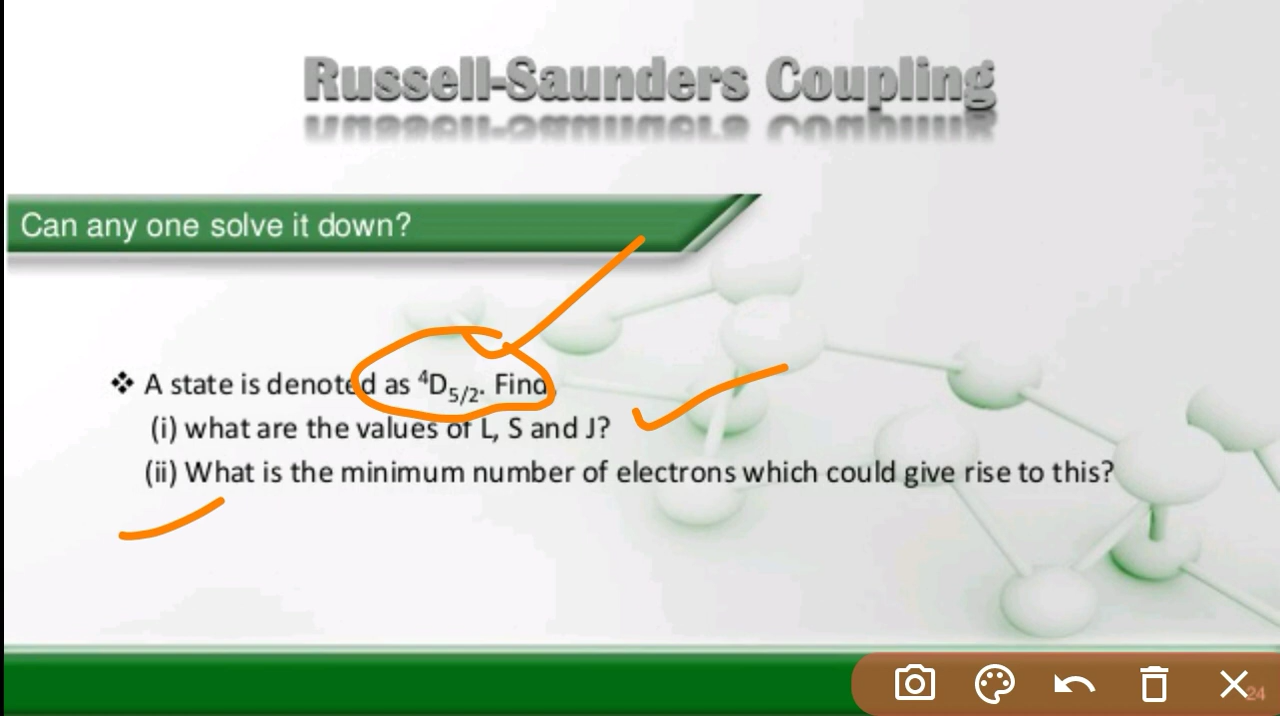 Russell-Saunders Coupling
Can any one solve it down?
❖ A state is denoted as ⁴D₅/₂. Find,
(i) what are the values of L, S and J?
(ii) What is the minimum number of electrons which could give rise to this?
24